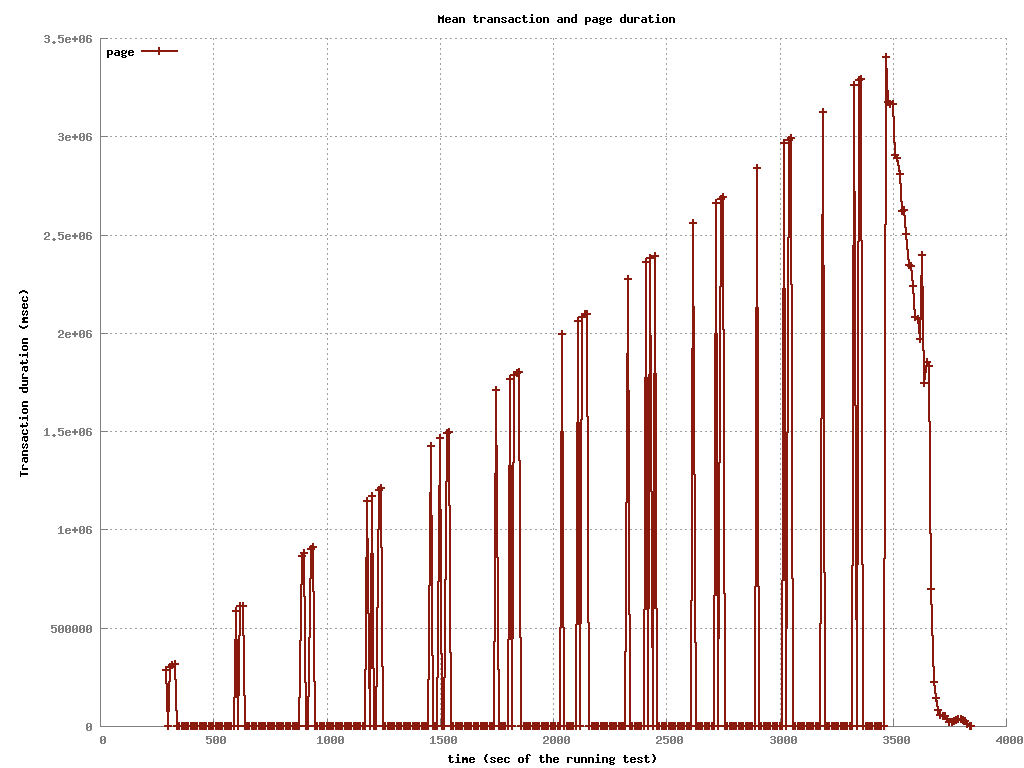 Mean transaction and page duration
page
3.5e+06
3e+06
2.5e+06
2e+06
1.5e+06
1e+06
500000
0
Transaction duration (msec)
0 500 1000 1500 2000 2500 3000 3500 4000
time (sec of the running test)